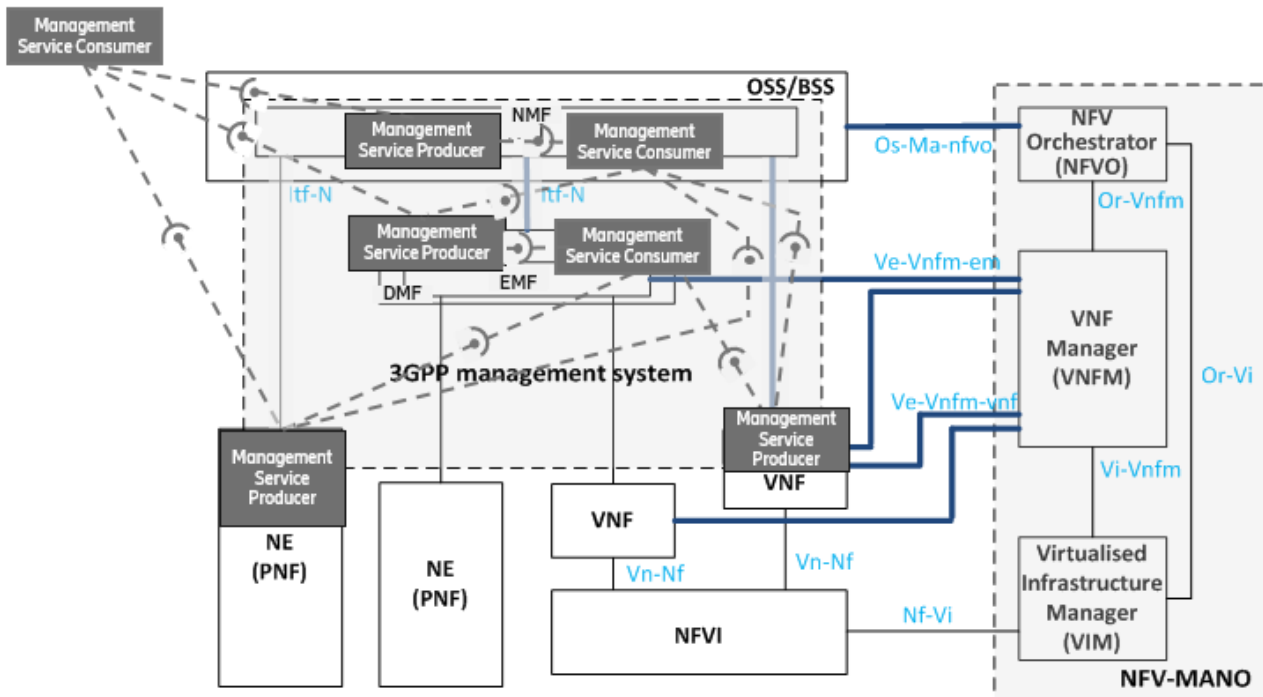 Management
Service Consumer
OSS/BSS
NMF
Management
Service Producer
Management
Service Consumer
Itf-N
Itf-N
Management
Service Producer
Management
Service Consumer
EMF
DMF
3GPP management system
Management
Service
Producer
NE
(PNF)
NE
(PNF)
VNF
Management
Service
Producer
VNF
Vn-Nf
Vn-Nf
NFVI
Os-Ma-nfvo
Ve-Vnfm-em
Ve-Vnfm-vnf
Nf-Vi
NFV
Orchestrator
(NFVO)
Or-Vnfm
VNF
Manager
(VNFM)
Or-Vi
Vi-Vnfm
Virtualised
Infrastructure
Manager
(VIM)
NFV-MANO